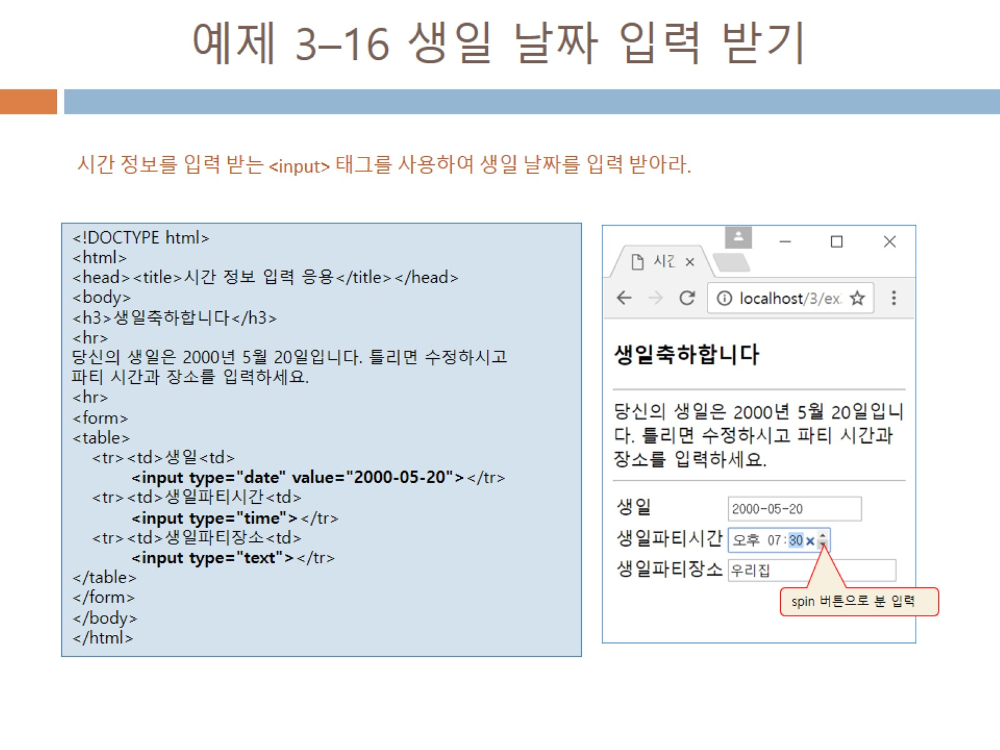 예제 3–16 생일 날짜 입력 받기
시간 정보를 입력 받는 <input> 태그를 사용하여 생일 날짜를 입력 받아라.
<!DOCTYPE html>
<html>
<head><title>시간 정보 입력 응용</title></head>
<body>
<h3>생일축하합니다</h3>
<hr>
당신의 생일은 2000년 5월 20일입니다. 틀리면 수정하시고
파티 시간과 장소를 입력하세요.
<hr>
<form>
<table>
<tr><td>생일<td>
<input type="date" value="2000-05-20"></tr>
<tr><td>생일파티시간<td>
<input type="time"></tr>
<tr><td>생일파티장소<td>
<input type="text"></tr>
</table>
</form>
</body>
</html>
시간
localhost/3/ex
생일축하합니다
당신의 생일은 2000년 5월 20일입니
다. 틀리면 수정하시고 파티 시간과
장소를 입력하세요.
생일 2000-05-20
생일파티시간 오후 07:30
생일파티장소 우리집
spin 버튼으로 분 입력